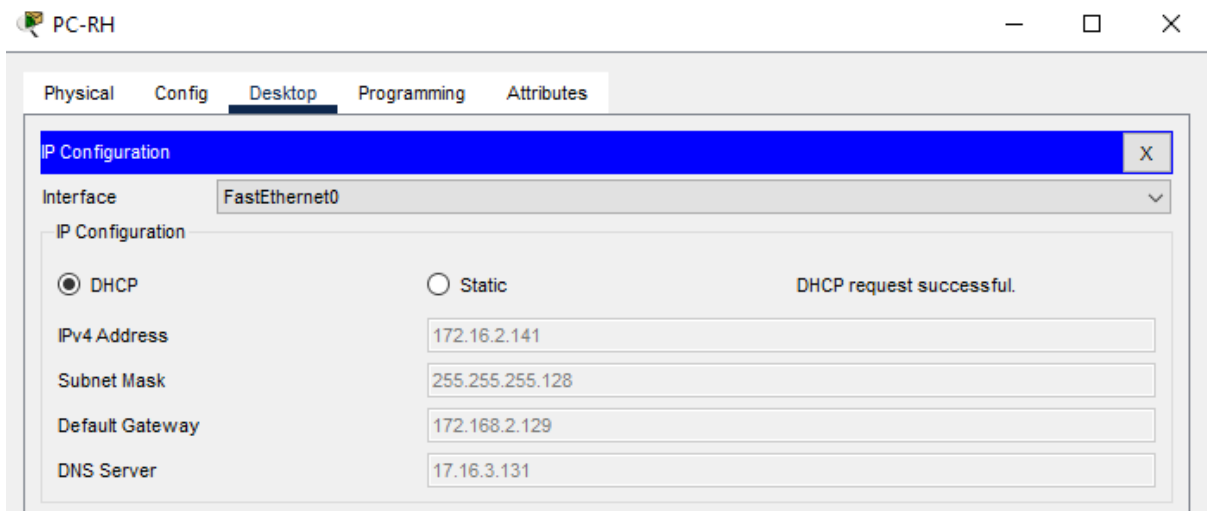 PC-RH
Physical Config Desktop Programming Attributes
IP Configuration X
Interface FastEthernet0
IP Configuration
DHCP Static DHCP request successful.
IPv4 Address 172.16.2.141
Subnet Mask 255.255.255.128
Default Gateway 172.168.2.129
DNS Server 17.16.3.131